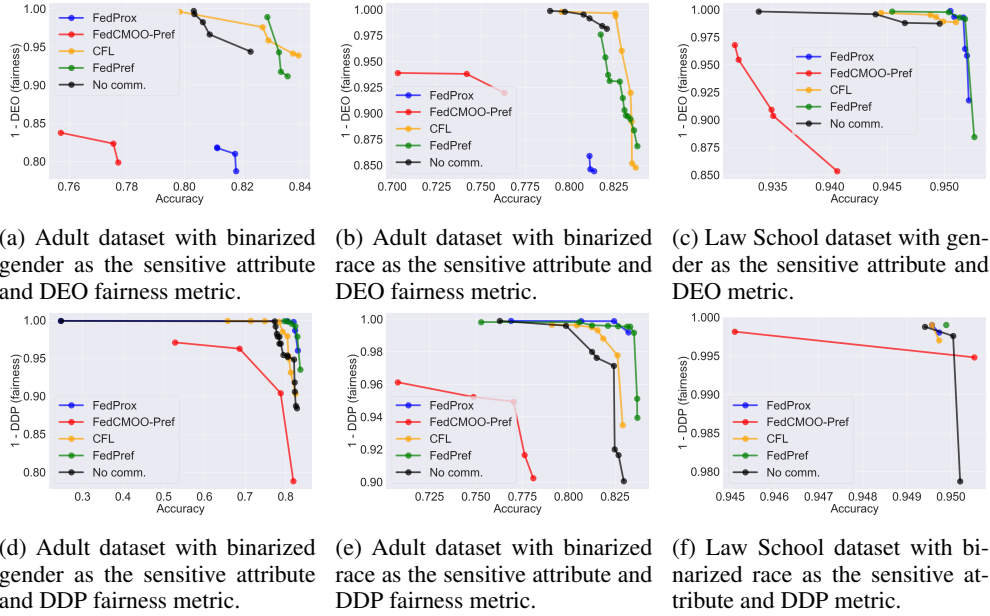 1.00
0.95
0.90
0.85
0.80
1 - DEO (fairness)
FedProx
FedCMOO-Pref
CFL
FedPref
No comm.
0.76 0.78 0.80 0.82 0.84
Accuracy
1.000
0.975
0.950
0.925
0.900
0.875
0.850
1 - DEO (fairness)
FedProx
FedCMOO-Pref
CFL
FedPref
No comm.
0.700 0.725 0.750 0.775 0.800 0.825
Accuracy
1.000
0.975
0.950
0.925
0.900
0.875
0.850
1 - DEO (fairness)
FedProx
FedCMOO-Pref
CFL
FedPref
No comm.
0.935 0.940 0.945 0.950
Accuracy
(a) Adult dataset with binarized
gender as the sensitive attribute
and DEO fairness metric.
(b) Adult dataset with binarized
race as the sensitive attribute and
DEO fairness metric.
(c) Law School dataset with gen-
der as the sensitive attribute and
DEO metric.
1.00
0.95
0.90
0.85
0.80
1 - DDP (fairness)
FedProx
FedCMOO-Pref
CFL
FedPref
No comm.
0.3 0.4 0.5 0.6 0.7 0.8
Accuracy
1.00
0.98
0.96
0.94
0.92
0.90
1 - DDP (fairness)
FedProx
FedCMOO-Pref
CFL
FedPref
No comm.
0.725 0.750 0.775 0.800 0.825
Accuracy
1.000
0.995
0.990
0.985
0.980
1 - DDP (fairness)
FedProx
FedCMOO-Pref
CFL
FedPref
No comm.
0.945 0.946 0.947 0.948 0.949 0.950
Accuracy
(d) Adult dataset with binarized
gender as the sensitive attribute
and DDP fairness metric.
(e) Adult dataset with binarized
race as the sensitive attribute and
DDP fairness metric.
(f) Law School dataset with bi-
narized race as the sensitive at-
tribute and DDP metric.